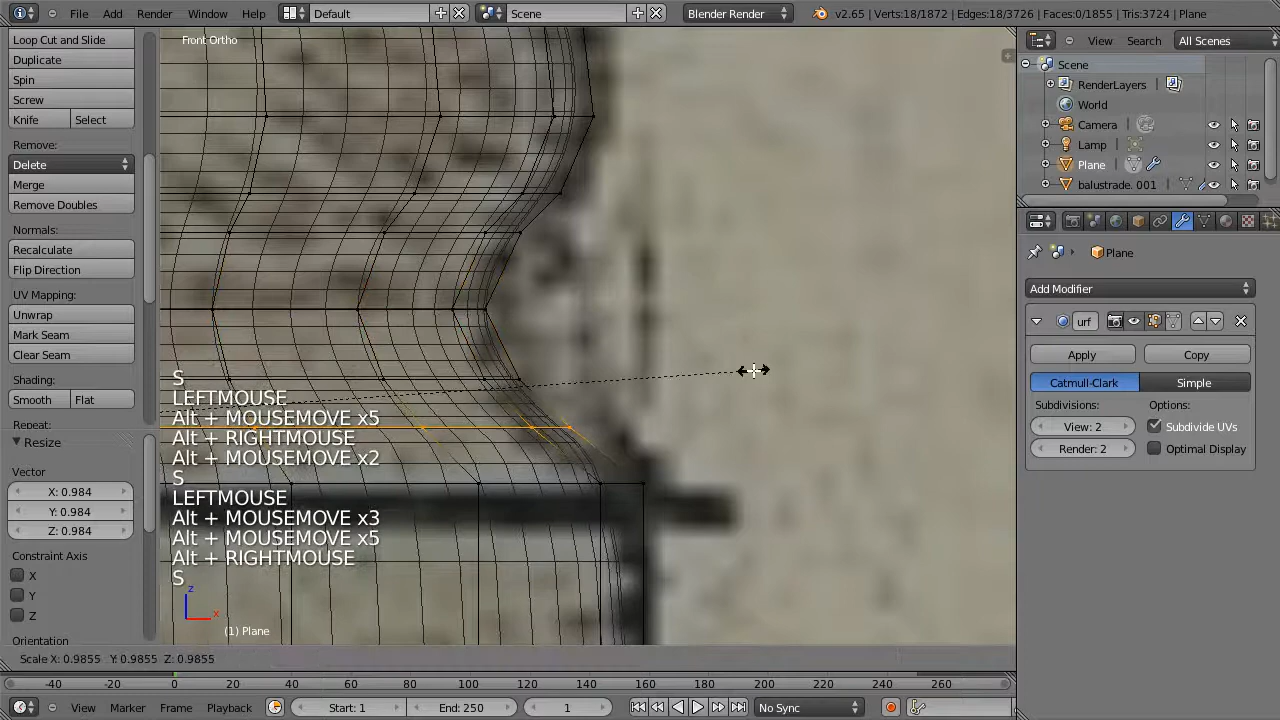 File Add Render Window Help Default Scene Blender Render v2.65 | Verts:18/1872 | Edges:18/3726 | Faces:0/1855 | Tris:3724 | Plane
Loop Cut and Slide
Duplicate
Spin
Screw
Knife Select
Remove:
Delete
Merge
Remove Doubles
Normals:
Recalculate
Flip Direction
UV Mapping:
Unwrap
Mark Seam
Clear Seam
Shading:
Smooth Flat
Repeat:
Resize
Vector
X: 0.984
Y: 0.984
Z: 0.984
Constraint Axis
X
Y
Z
Orientation
Front Ortho
S
LEFTMOUSE
Alt + MOUSEMOVE x5
Alt + RIGHTMOUSE
Alt + MOUSEMOVE x2
S
LEFTMOUSE
Alt + MOUSEMOVE x3
Alt + MOUSEMOVE x5
Alt + RIGHTMOUSE
S
z
x
(1) Plane
Scale X: 0.9855 Y: 0.9855 Z: 0.9855
View Search All Scenes
Scene
RenderLayers
World
Camera
Lamp
Plane
balustrade. 001
Plane
Add Modifier
urf
Apply Copy
Catmull-Clark Simple
Subdivisions: Options:
View: 2 Subdivide UVs
Render: 2 Optimal Display
-40 -20 0 20 40 60 80 100 120 140 160 180 200 220 240 260
View Marker Frame Playback Start: 1 End: 250 1 No Sync